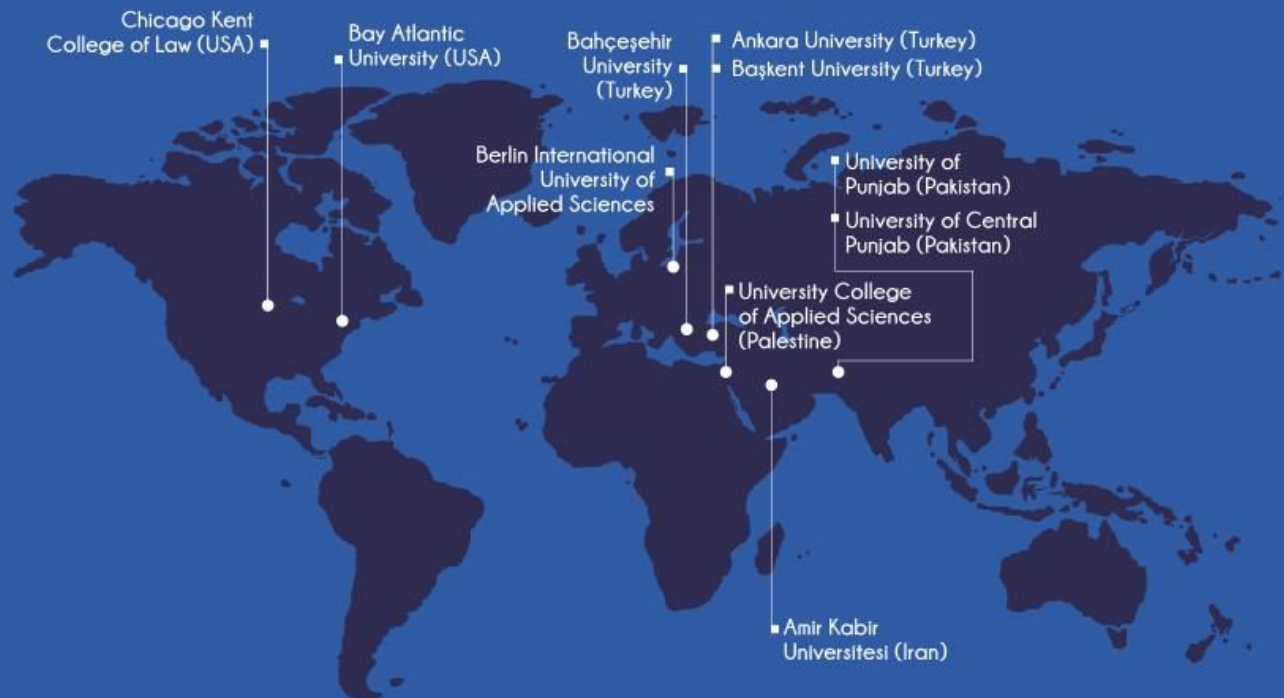 Chicago Kent
College of Law (USA)
Bay Atlantic
University (USA)
Bahçeşehir
University
(Turkey)
Ankara University (Turkey)
Başkent University (Turkey)
Berlin International
University of
Applied Sciences
University of
Punjab (Pakistan)
University of Central
Punjab (Pakistan)
University College
of Applied Sciences
(Palestine)
Amir Kabir
Universitesi (Iran)